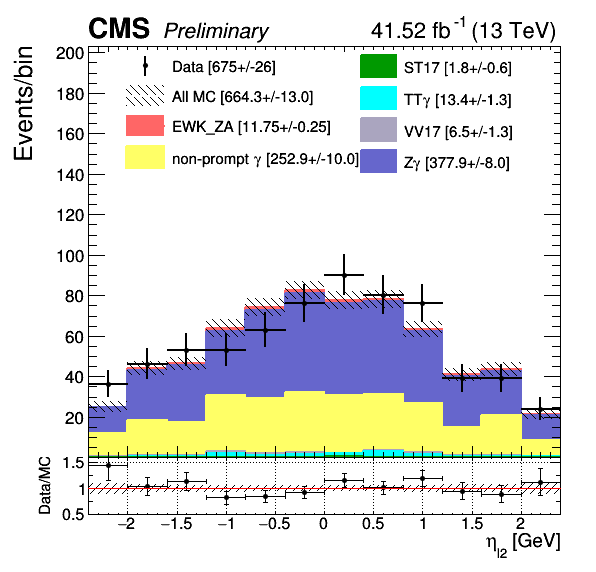 CMS Preliminary 41.52 fb⁻¹ (13 TeV)
Events/bin
200
180
160
140
120
100
80
60
40
20
Data [675+/-26]
All MC [664.3+/-13.0]
EWK_ZA [11.75+/-0.25]
non-prompt γ [252.9+/-10.0]
ST17 [1.8+/-0.6]
TTγ [13.4+/-1.3]
VV17 [6.5+/-1.3]
Zγ [377.9+/-8.0]
Data/MC
1.5
1
0.5
−2 −1.5 −1 −0.5 0 0.5 1 1.5 2
η_l2 [GeV]